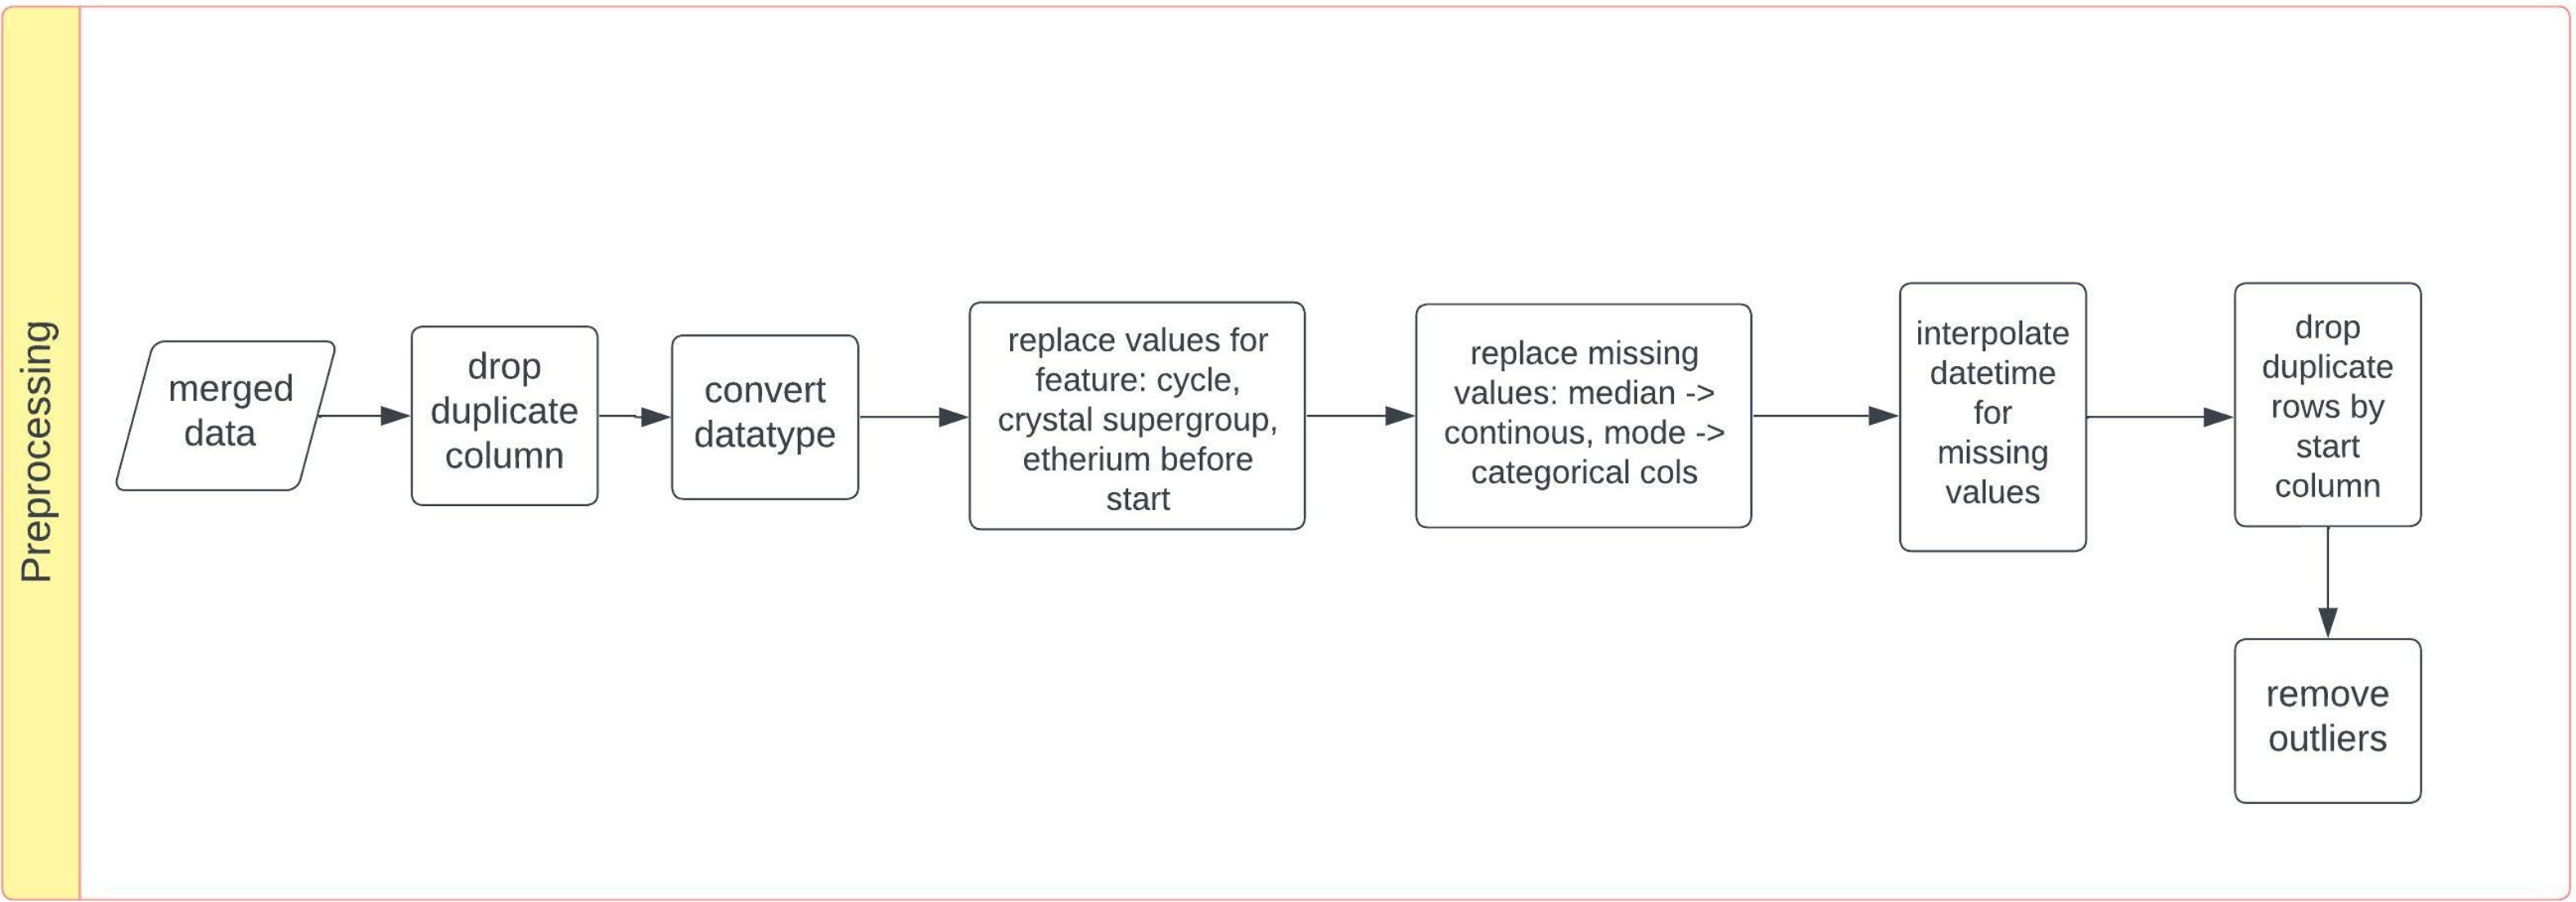 Preprocessing
merged
data
drop
duplicate
column
convert
datatype
replace values for
feature: cycle,
crystal supergroup,
etherium before
start
replace missing
values: median ->
continous, mode ->
categorical cols
interpolate
datetime
for
missing
values
drop
duplicate
rows by
start
column
remove
outliers